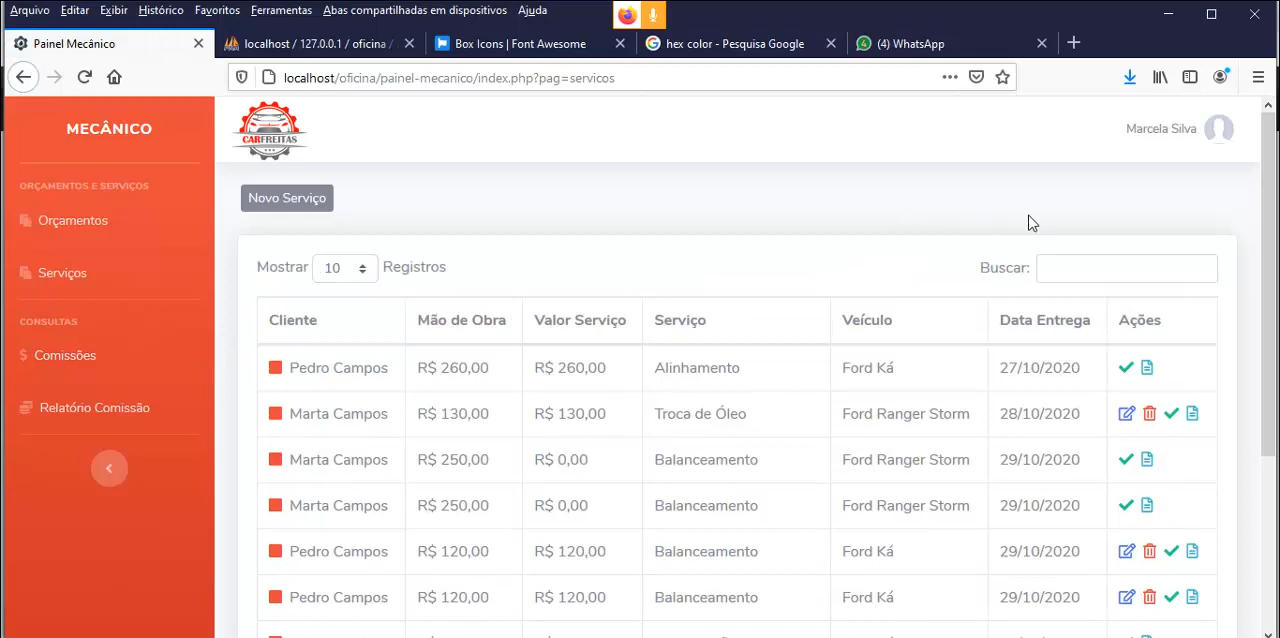 Arquivo Editar Exibir Histórico Favoritos Ferramentas Abas compartilhadas em dispositivos Ajuda
Painel Mecânico localhost / 127.0.0.1 / oficina / Box Icons | Font Awesome hex color - Pesquisa Google (4) WhatsApp
localhost/oficina/painel-mecanico/index.php?pag=servicos
MECÂNICO
CARFREITAS
Marcela Silva
ORÇAMENTOS E SERVIÇOS
Orçamentos
Serviços
CONSULTAS
Comissões
Relatório Comissão
Novo Serviço
Mostrar 10 Registros Buscar:
Cliente Mão de Obra Valor Serviço Serviço Veículo Data Entrega Ações
Pedro Campos R$ 260,00 R$ 260,00 Alinhamento Ford Ká 27/10/2020
Marta Campos R$ 130,00 R$ 130,00 Troca de Óleo Ford Ranger Storm 28/10/2020
Marta Campos R$ 250,00 R$ 0,00 Balanceamento Ford Ranger Storm 29/10/2020
Marta Campos R$ 250,00 R$ 0,00 Balanceamento Ford Ranger Storm 29/10/2020
Pedro Campos R$ 120,00 R$ 120,00 Balanceamento Ford Ká 29/10/2020
Pedro Campos R$ 120,00 R$ 120,00 Balanceamento Ford Ká 29/10/2020